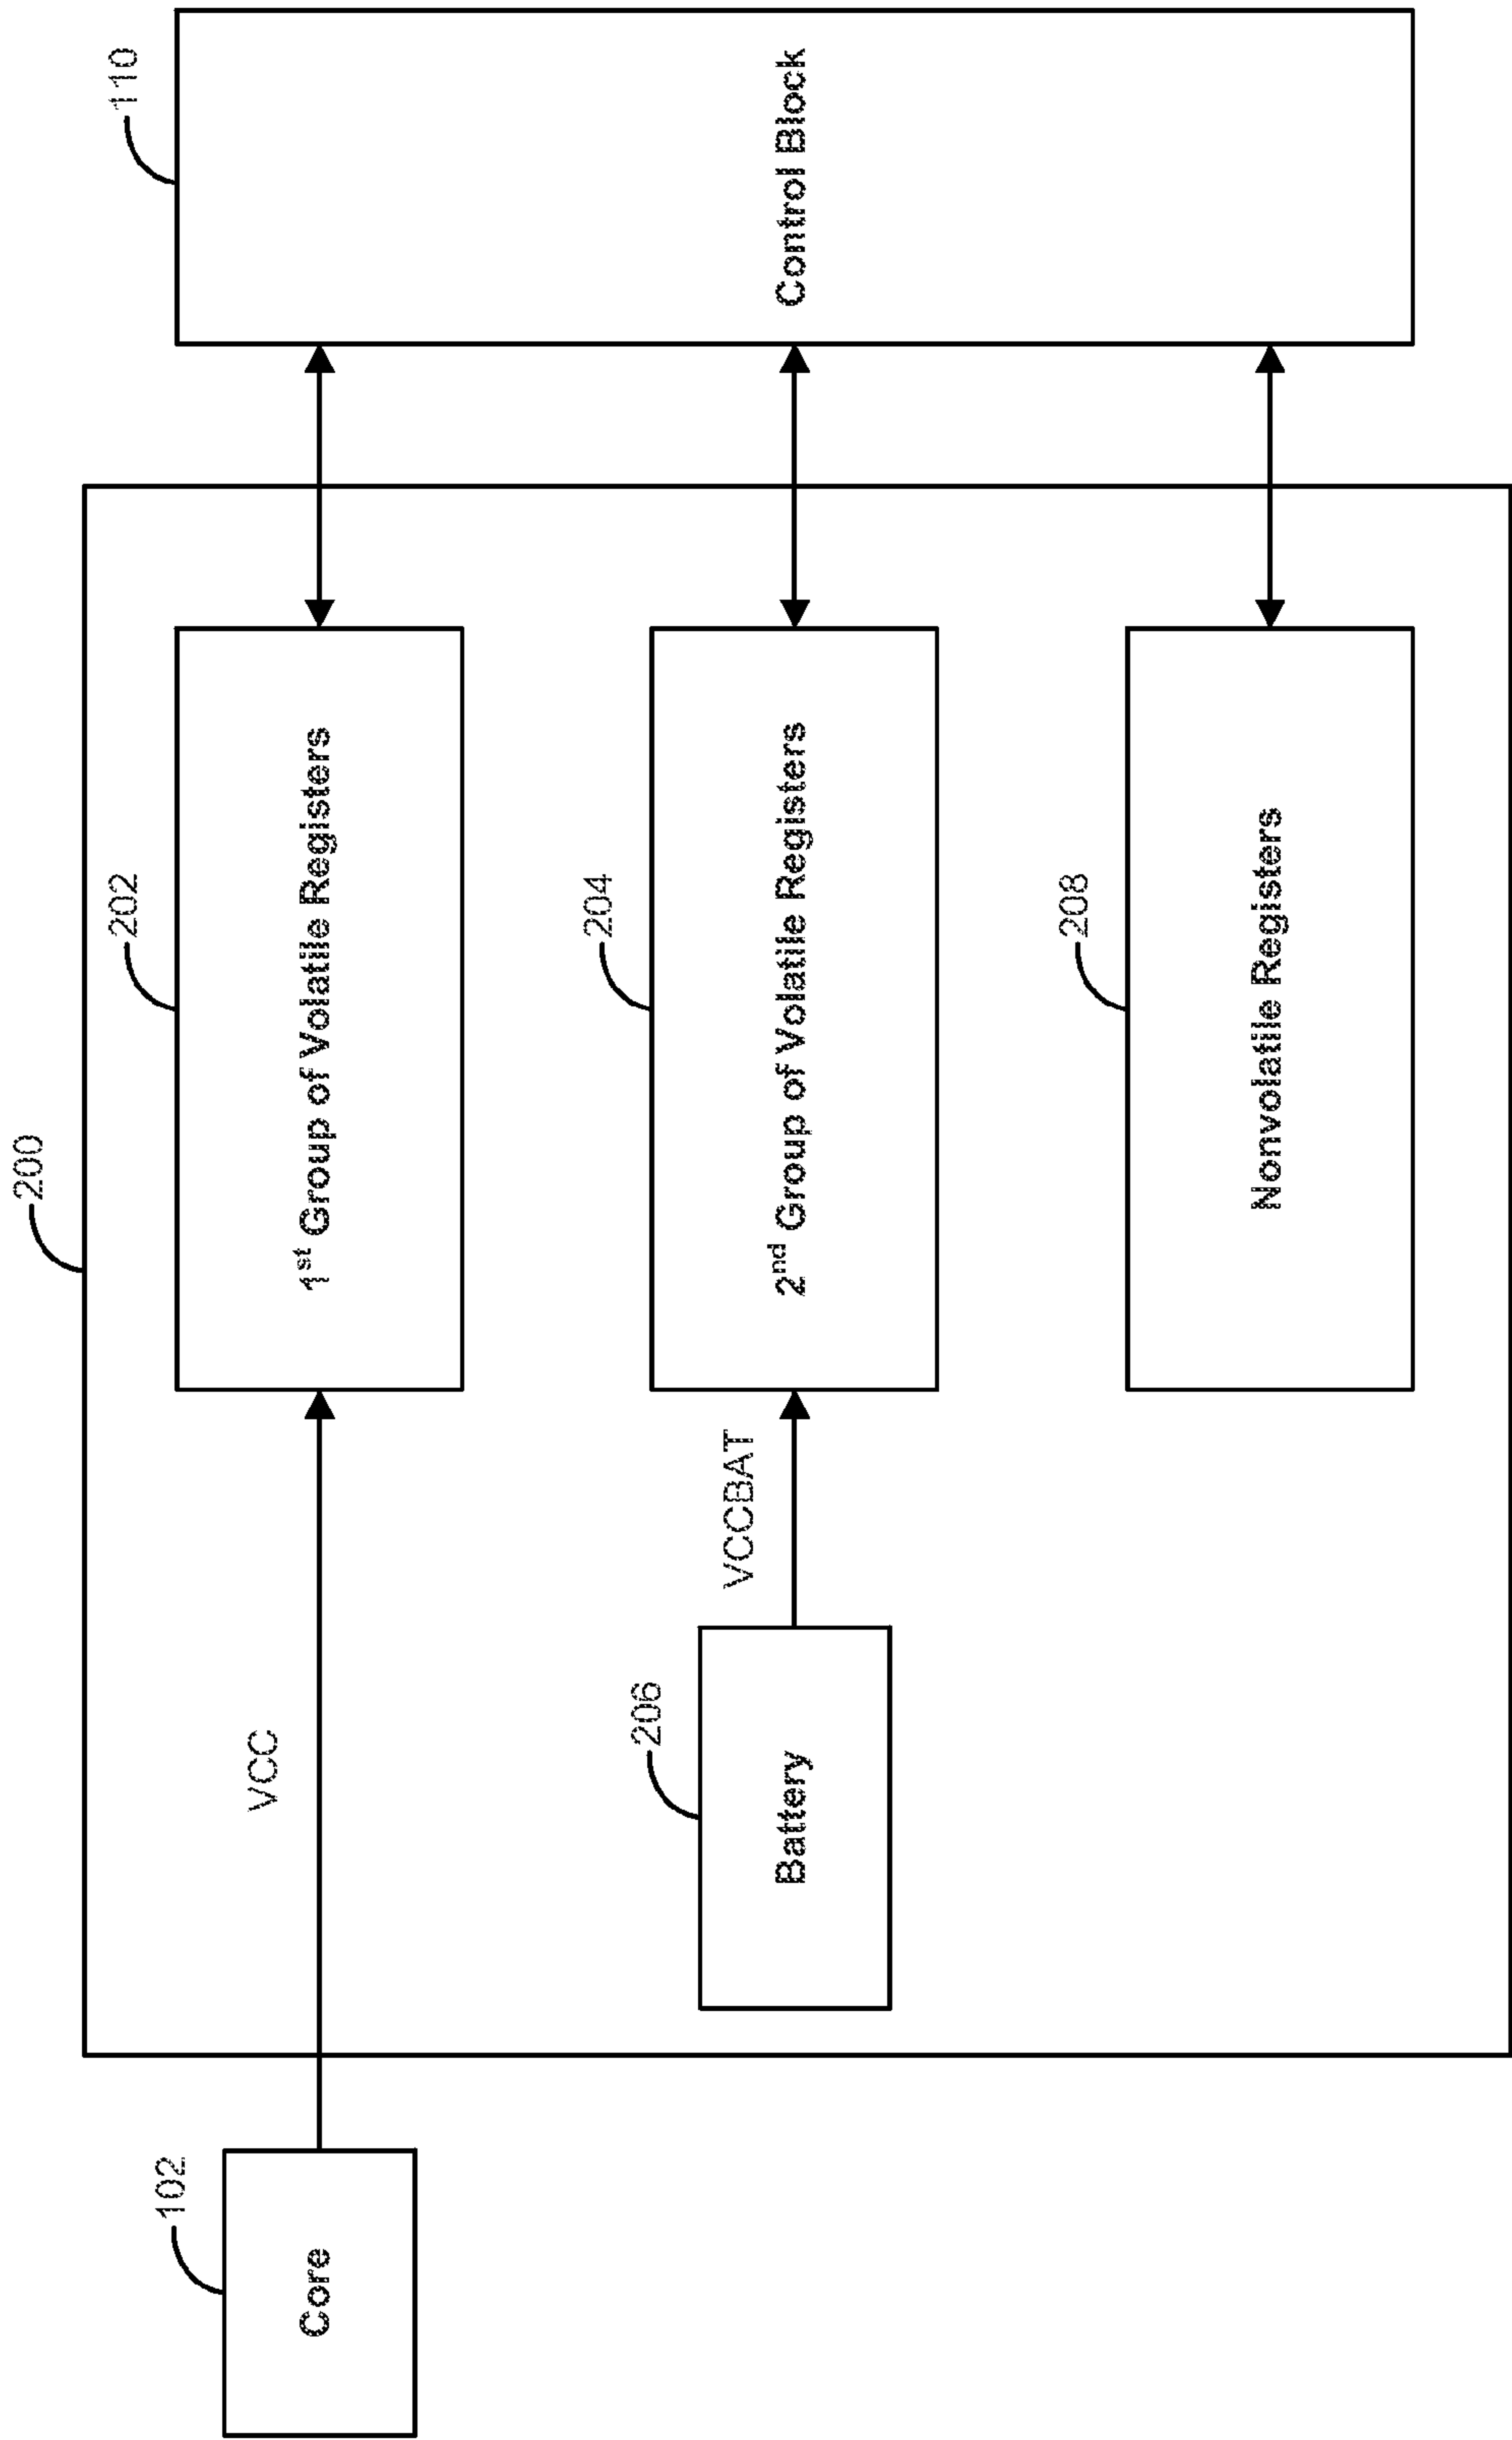 200
102
Core
VCC
202
1st Group of Volatile Registers
110
Control Block
206
Battery
VCCBAT
204
2nd Group of Volatile Registers
208
Nonvolatile Registers